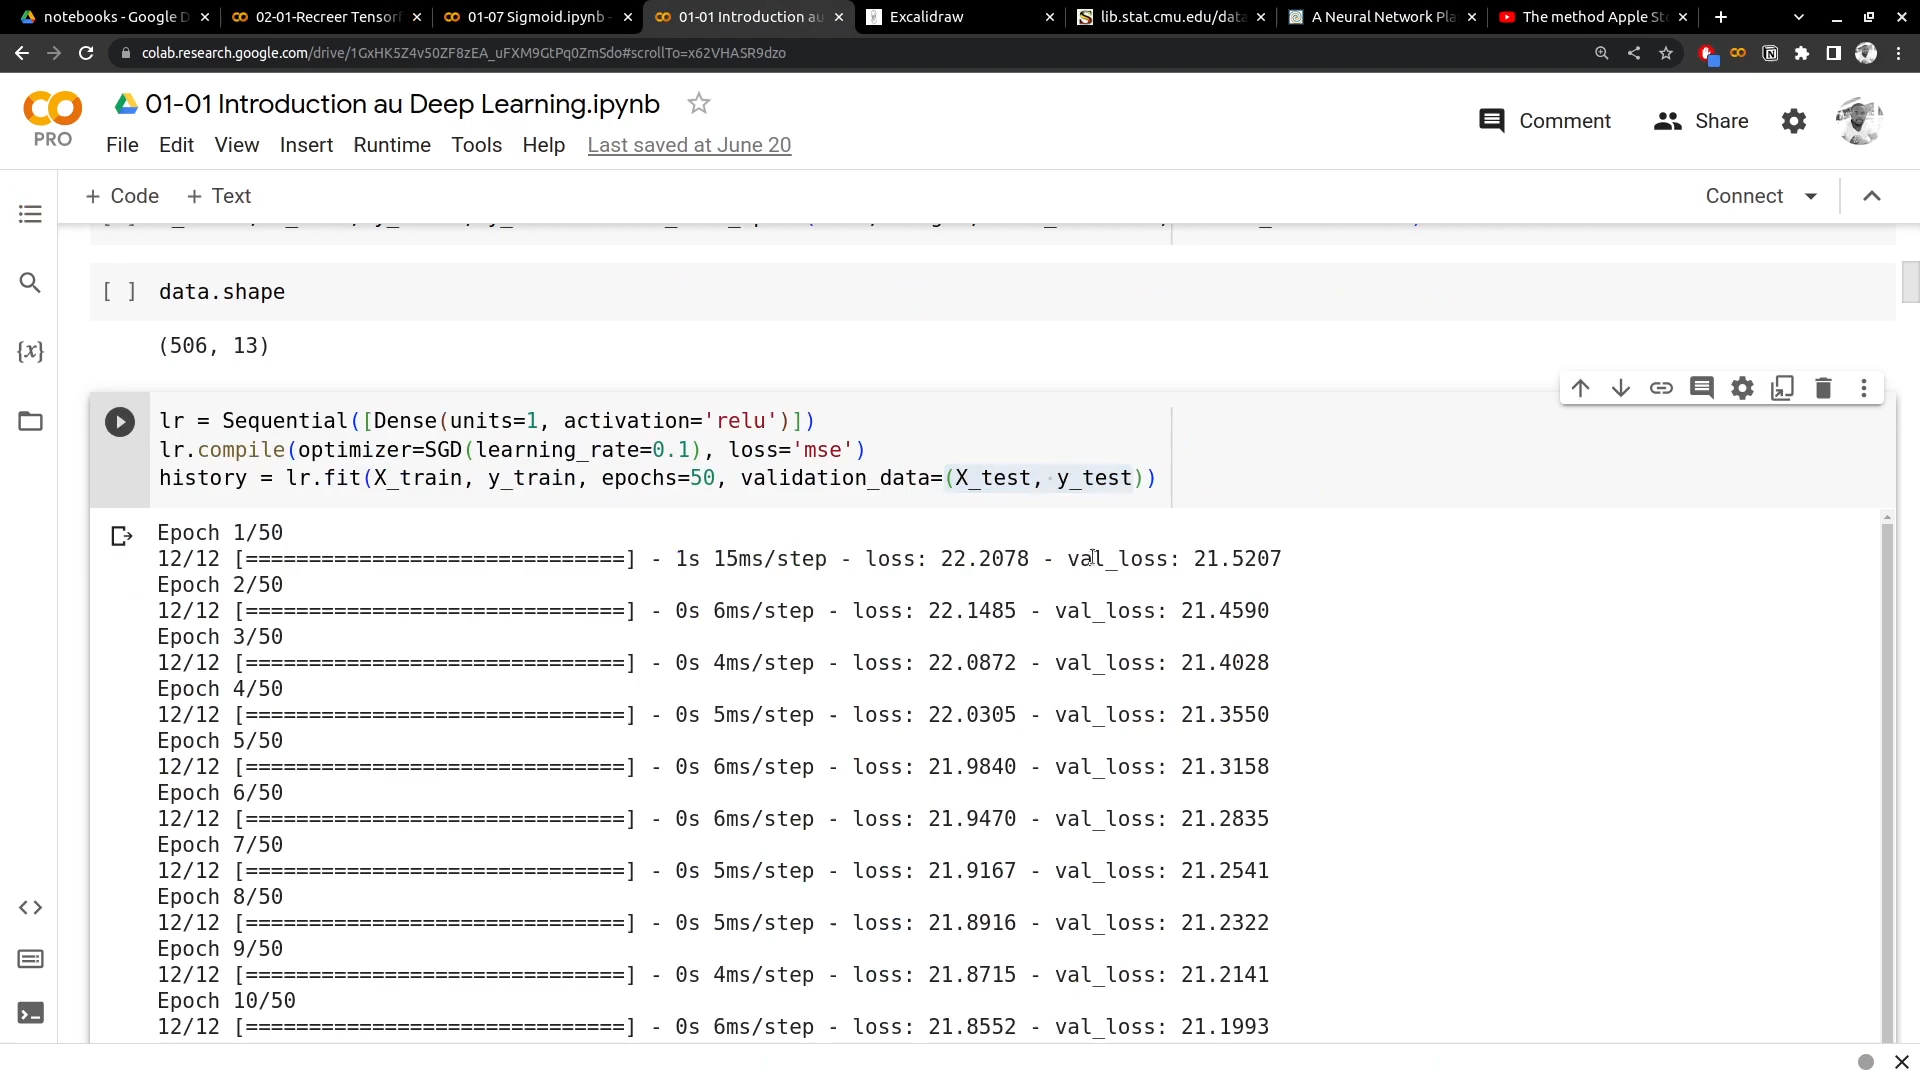 notebooks - Google D
02-01-Recreer Tensorf
01-07 Sigmoid.ipynb -
01-01 Introduction au
Excalidraw
lib.stat.cmu.edu/data
A Neural Network Pla
The method Apple St
colab.research.google.com/drive/1GxHK5Z4v50ZF8zEA_uFXM9GtPq0ZmSdo#scrollTo=x62VHASR9dzo
01-01 Introduction au Deep Learning.ipynb
PRO
File Edit View Insert Runtime Tools Help Last saved at June 20
Comment
Share
+ Code + Text
Connect
[ ] data.shape
(506, 13)
lr = Sequential([Dense(units=1, activation='relu')])
lr.compile(optimizer=SGD(learning_rate=0.1), loss='mse')
history = lr.fit(X_train, y_train, epochs=50, validation_data=(X_test, y_test))
Epoch 1/50
12/12 [==============================] - 1s 15ms/step - loss: 22.2078 - val_loss: 21.5207
Epoch 2/50
12/12 [==============================] - 0s 6ms/step - loss: 22.1485 - val_loss: 21.4590
Epoch 3/50
12/12 [==============================] - 0s 4ms/step - loss: 22.0872 - val_loss: 21.4028
Epoch 4/50
12/12 [==============================] - 0s 5ms/step - loss: 22.0305 - val_loss: 21.3550
Epoch 5/50
12/12 [==============================] - 0s 6ms/step - loss: 21.9840 - val_loss: 21.3158
Epoch 6/50
12/12 [==============================] - 0s 6ms/step - loss: 21.9470 - val_loss: 21.2835
Epoch 7/50
12/12 [==============================] - 0s 5ms/step - loss: 21.9167 - val_loss: 21.2541
Epoch 8/50
12/12 [==============================] - 0s 5ms/step - loss: 21.8916 - val_loss: 21.2322
Epoch 9/50
12/12 [==============================] - 0s 4ms/step - loss: 21.8715 - val_loss: 21.2141
Epoch 10/50
12/12 [==============================] - 0s 6ms/step - loss: 21.8552 - val_loss: 21.1993